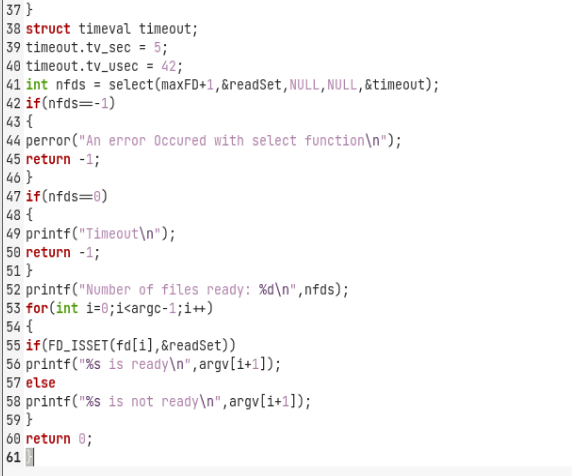 37 }
38 struct timeval timeout;
39 timeout.tv_sec = 5;
40 timeout.tv_usec = 42;
41 int nfds = select(maxFD+1,&readSet,NULL,NULL,&timeout);
42 if(nfds==-1)
43 {
44 perror("An error Occured with select function\n");
45 return -1;
46 }
47 if(nfds==0)
48 {
49 printf("Timeout\n");
50 return -1;
51 }
52 printf("Number of files ready: %d\n",nfds);
53 for(int i=0;i<argc-1;i++)
54 {
55 if(FD_ISSET(fd[i],&readSet))
56 printf("%s is ready\n",argv[i+1]);
57 else
58 printf("%s is not ready\n",argv[i+1]);
59 }
60 return 0;
61 }